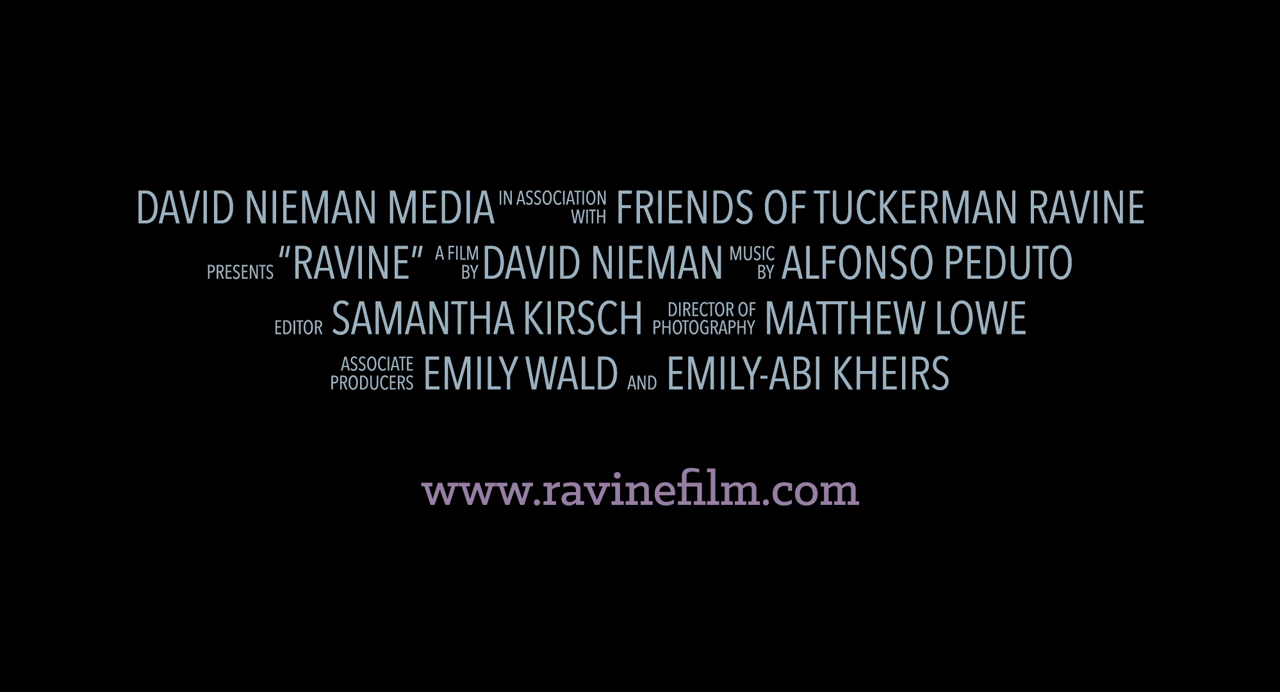 DAVID NIEMAN MEDIA IN ASSOCIATION WITH FRIENDS OF TUCKERMAN RAVINE
PRESENTS “RAVINE” A FILM BY DAVID NIEMAN MUSIC BY ALFONSO PEDUTO
EDITOR SAMANTHA KIRSCH DIRECTOR OF PHOTOGRAPHY MATTHEW LOWE
ASSOCIATE PRODUCERS EMILY WALD AND EMILY-ABI KHEIRS
www.ravinefilm.com